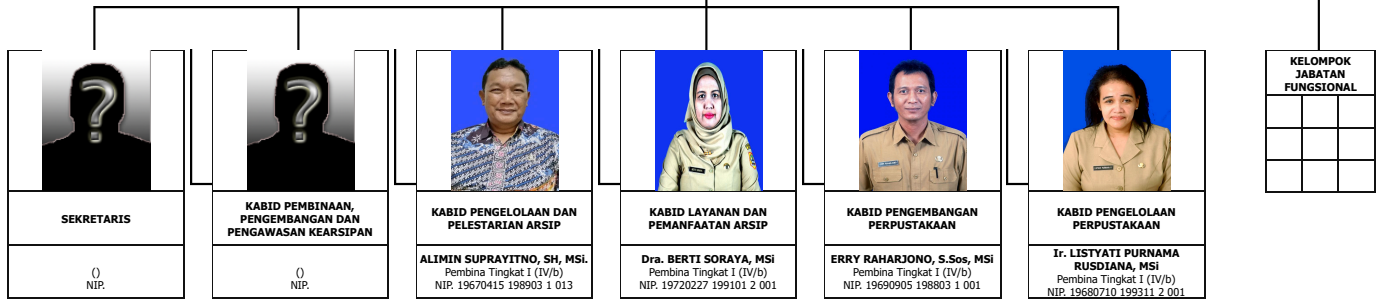 SEKRETARIS
()
NIP.
KABID PEMBINAAN,
PENGEMBANGAN DAN
PENGAWASAN KEARSIPAN
()
NIP.
KABID PENGELOLAAN DAN
PELESTARIAN ARSIP
ALIMIN SUPRAYITNO, SH, MSi.
Pembina Tingkat I (IV/b)
NIP. 19670415 198903 1 013
KABID LAYANAN DAN
PEMANFAATAN ARSIP
Dra. BERTI SORAYA, MSi
Pembina Tingkat I (IV/b)
NIP. 19720227 199101 2 001
KABID PENGEMBANGAN
PERPUSTAKAAN
ERRY RAHARJONO, S.Sos, MSi
Pembina Tingkat I (IV/b)
NIP. 19690905 198803 1 001
KABID PENGELOLAAN
PERPUSTAKAAN
Ir. LISTYATI PURNAMA
RUSDIANA, MSi
Pembina Tingkat I (IV/b)
NIP. 19680710 199311 2 001
KELOMPOK
JABATAN
FUNGSIONAL